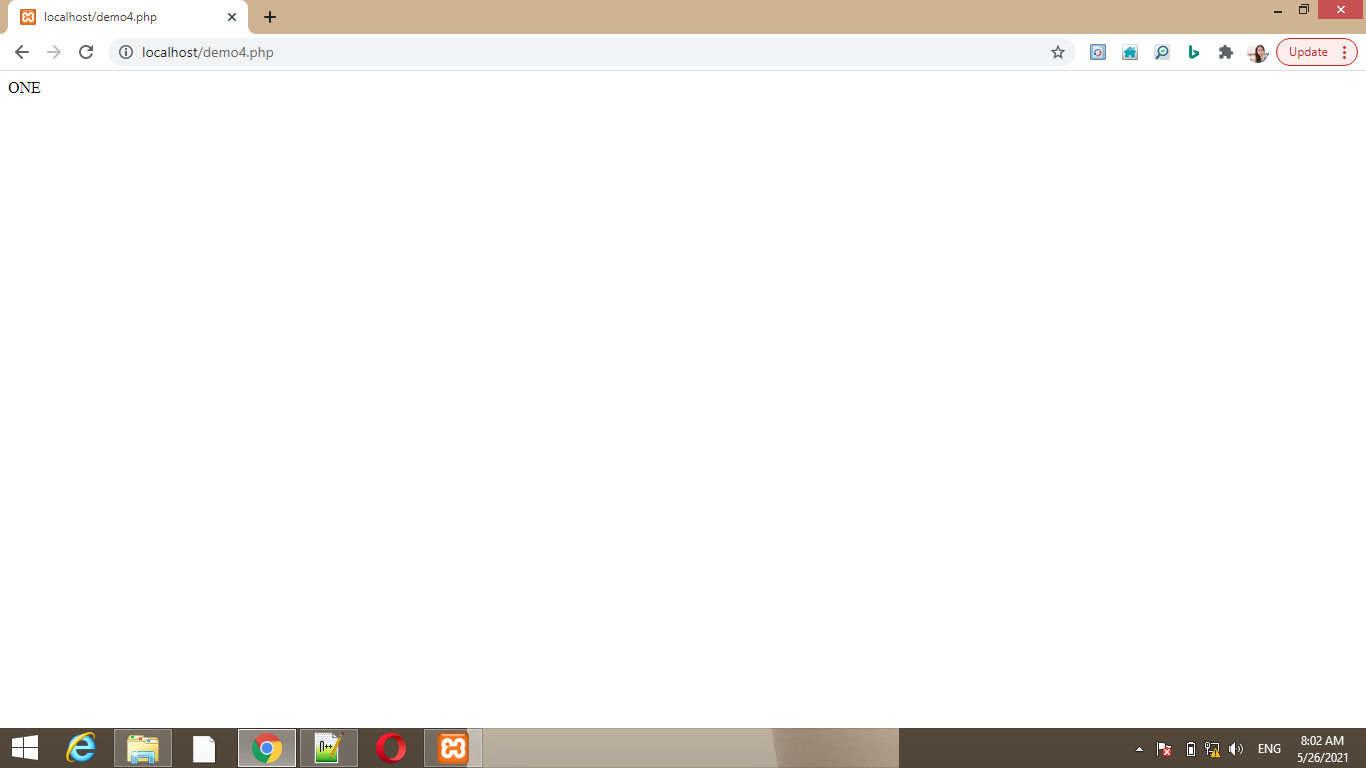 localhost/demo4.php
localhost/demo4.php
Update
ONE
ENG
8:02 AM
5/26/2021